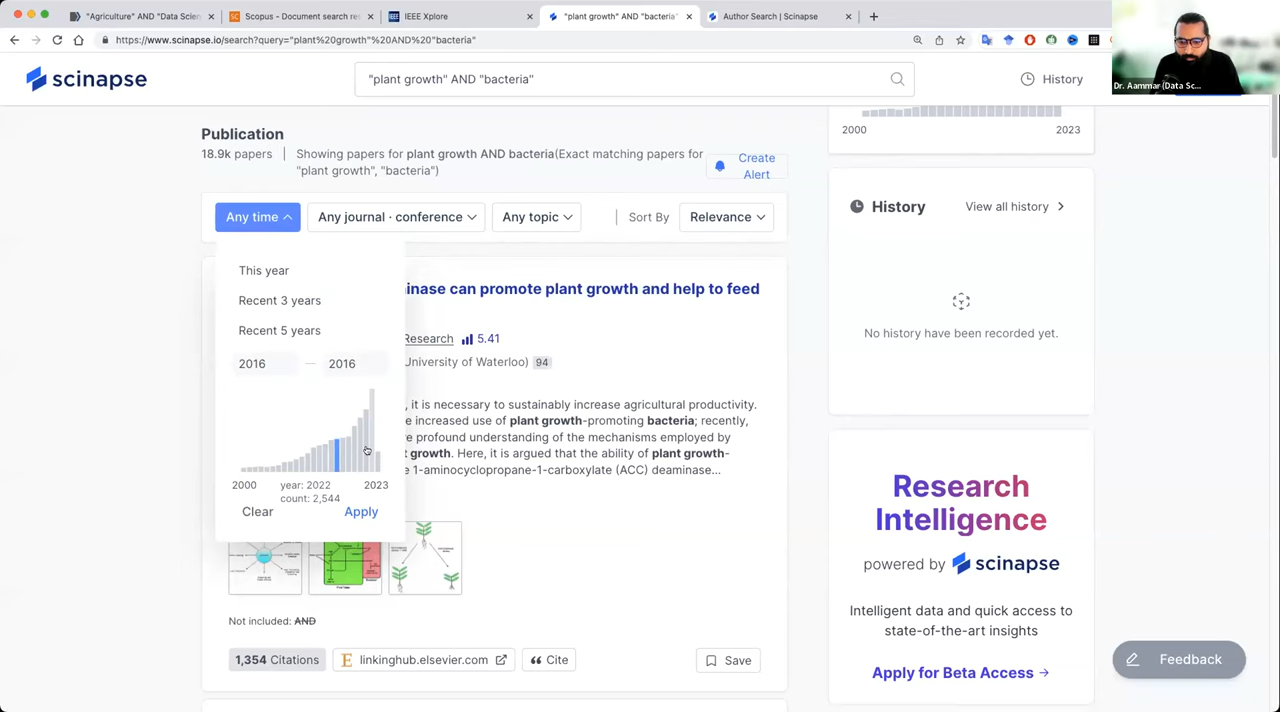 "Agriculture" AND "Data Scien
Scopus - Document search res
IEEE Xplore
"plant growth" AND "bacteria"
Author Search | Scinapse
https://www.scinapse.io/search?query="plant%20growth"%20AND%20"bacteria"
scinapse
"plant growth" AND "bacteria"
History
Dr. Aammar (Data Sc...
Publication
18.9k papers
Showing papers for plant growth AND bacteria(Exact matching papers for
"plant growth", "bacteria")
Create
Alert
Any time
Any journal · conference
Any topic
Sort By
Relevance
This year
Recent 3 years
Recent 5 years
2016 — 2016
2000
2023
year: 2022
count: 2,544
Clear
Apply
inase can promote plant growth and help to feed
Research
5.41
University of Waterloo)
94
, it is necessary to sustainably increase agricultural productivity.
e increased use of plant growth-promoting bacteria; recently,
e profound understanding of the mechanisms employed by
t growth. Here, it is argued that the ability of plant growth-
e 1-aminocyclopropane-1-carboxylate (ACC) deaminase...
Not included: AND
1,354 Citations
linkinghub.elsevier.com
Cite
Save
2000
2023
History
View all history
No history have been recorded yet.
Research
Intelligence
powered by scinapse
Intelligent data and quick access to
state-of-the-art insights
Apply for Beta Access →
Feedback